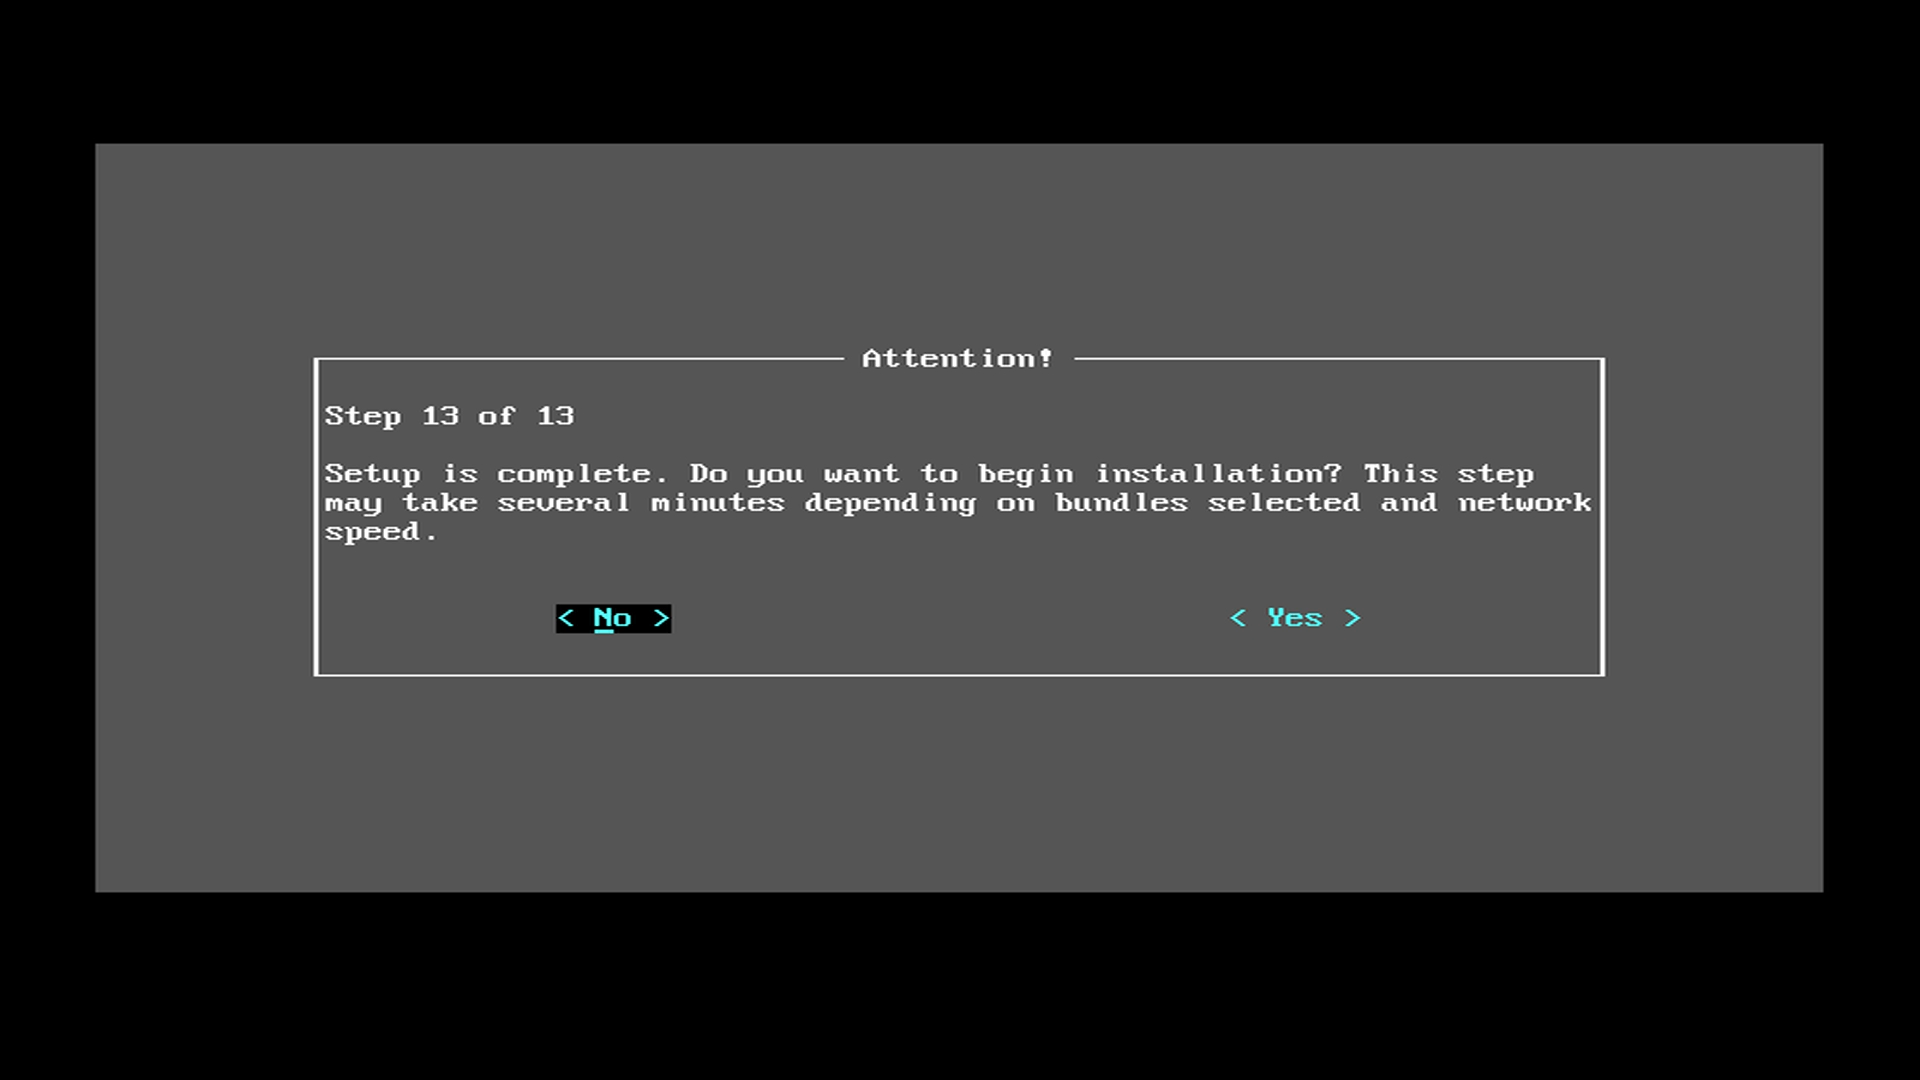 Attention!
Step 13 of 13
Setup is complete. Do you want to begin installation? This step
may take several minutes depending on bundles selected and network
speed.
< No > < Yes >